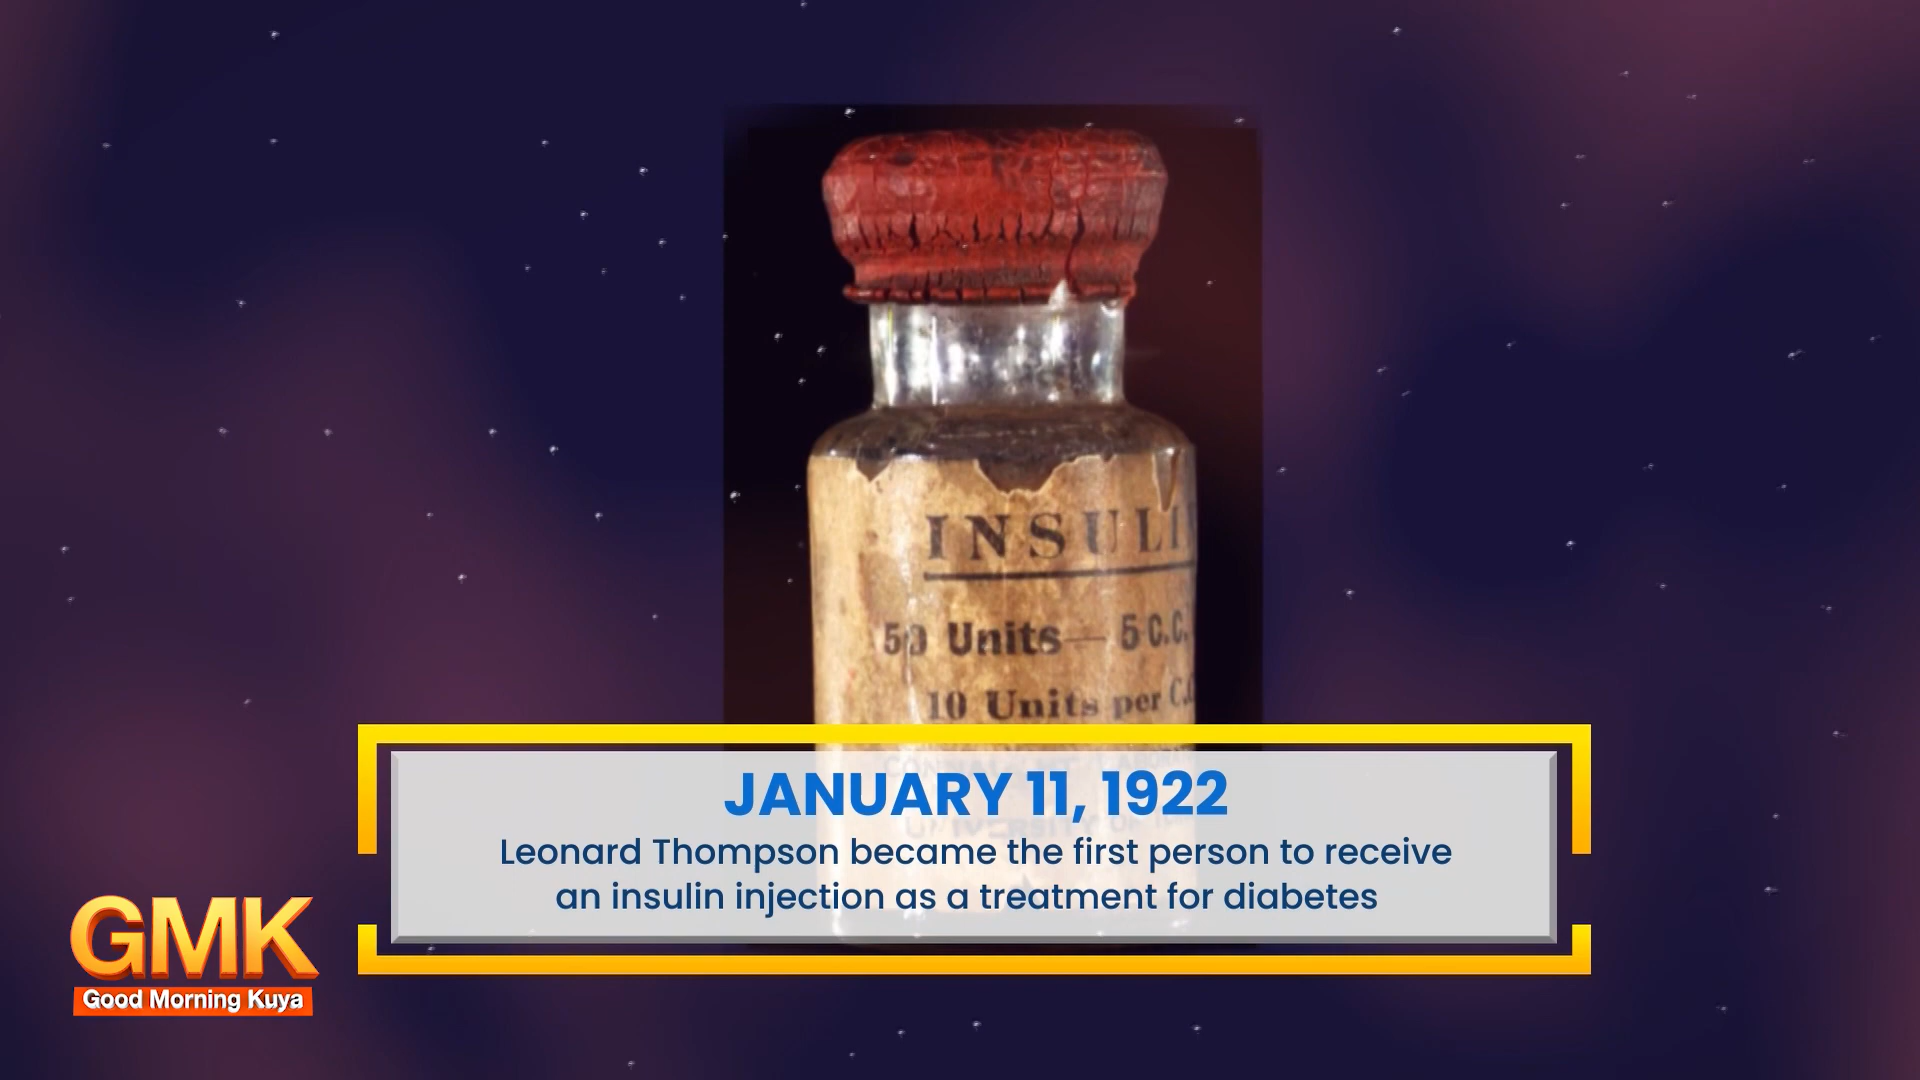 INSULIN
50 Units — 5 C.C.
10 Units per C.C.
JANUARY 11, 1922
Leonard Thompson became the first person to receive
an insulin injection as a treatment for diabetes
GMK
Good Morning Kuya